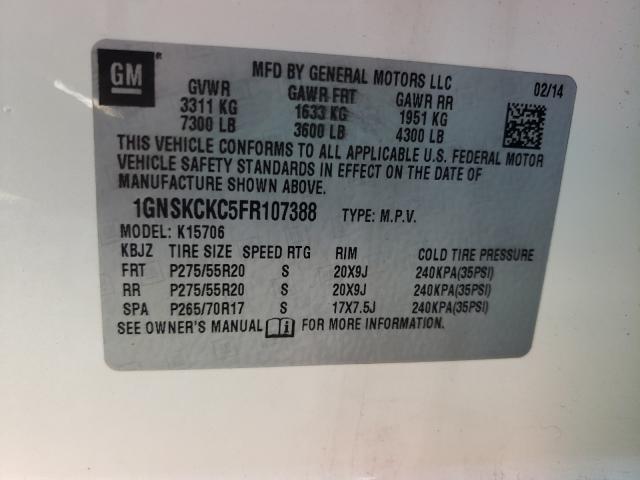 GM
MFD BY GENERAL MOTORS LLC 02/14
GVWR GAWR FRT GAWR RR
3311 KG 1633 KG 1951 KG
7300 LB 3600 LB 4300 LB
THIS VEHICLE CONFORMS TO ALL APPLICABLE U.S. FEDERAL MOTOR
VEHICLE SAFETY STANDARDS IN EFFECT ON THE DATE OF
MANUFACTURE SHOWN ABOVE.
1GNSKCKC5FR107388 TYPE: M.P.V.
MODEL: K15706
KBJZ TIRE SIZE SPEED RTG RIM COLD TIRE PRESSURE
FRT P275/55R20 S 20X9J 240KPA(35PSI)
RR P275/55R20 S 20X9J 240KPA(35PSI)
SPA P265/70R17 S 17X7.5J 240KPA(35PSI)
SEE OWNER'S MANUAL FOR MORE INFORMATION.